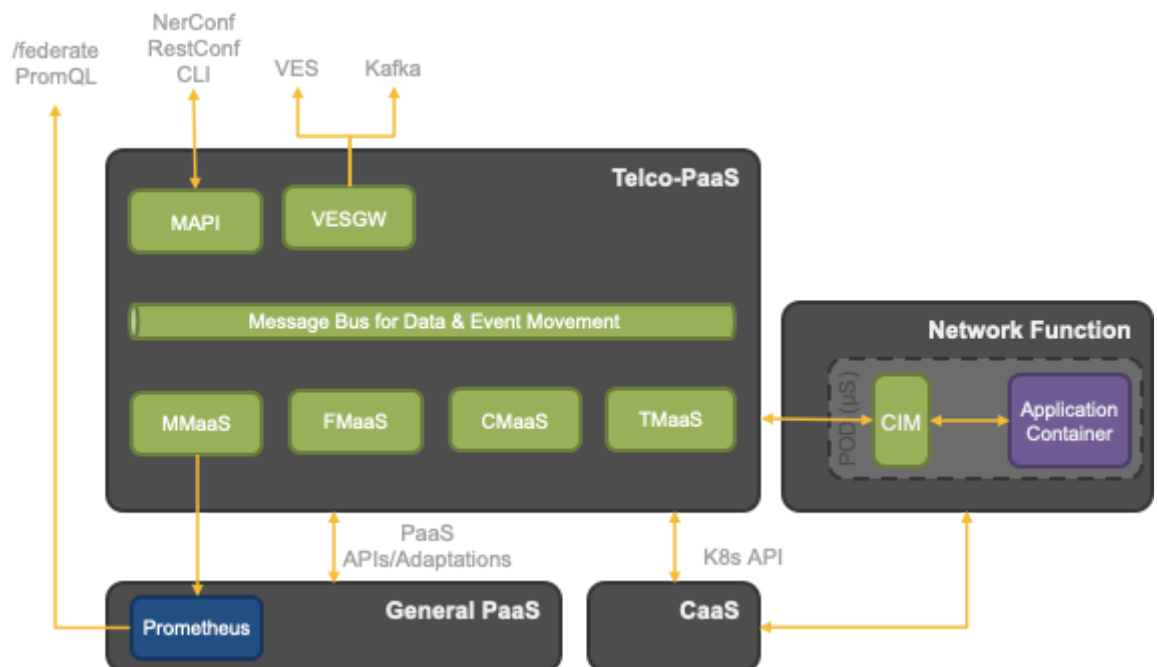 /federate
PromQL
NerConf
RestConf
CLI
VES
Kafka
Telco-PaaS
MAPI
VESGW
Message Bus for Data & Event Movement
MMaaS
FMaaS
CMaaS
TMaaS
Network Function
POD (µS)
CIM
Application
Container
PaaS
APIs/Adaptations
K8s API
General PaaS
Prometheus
CaaS